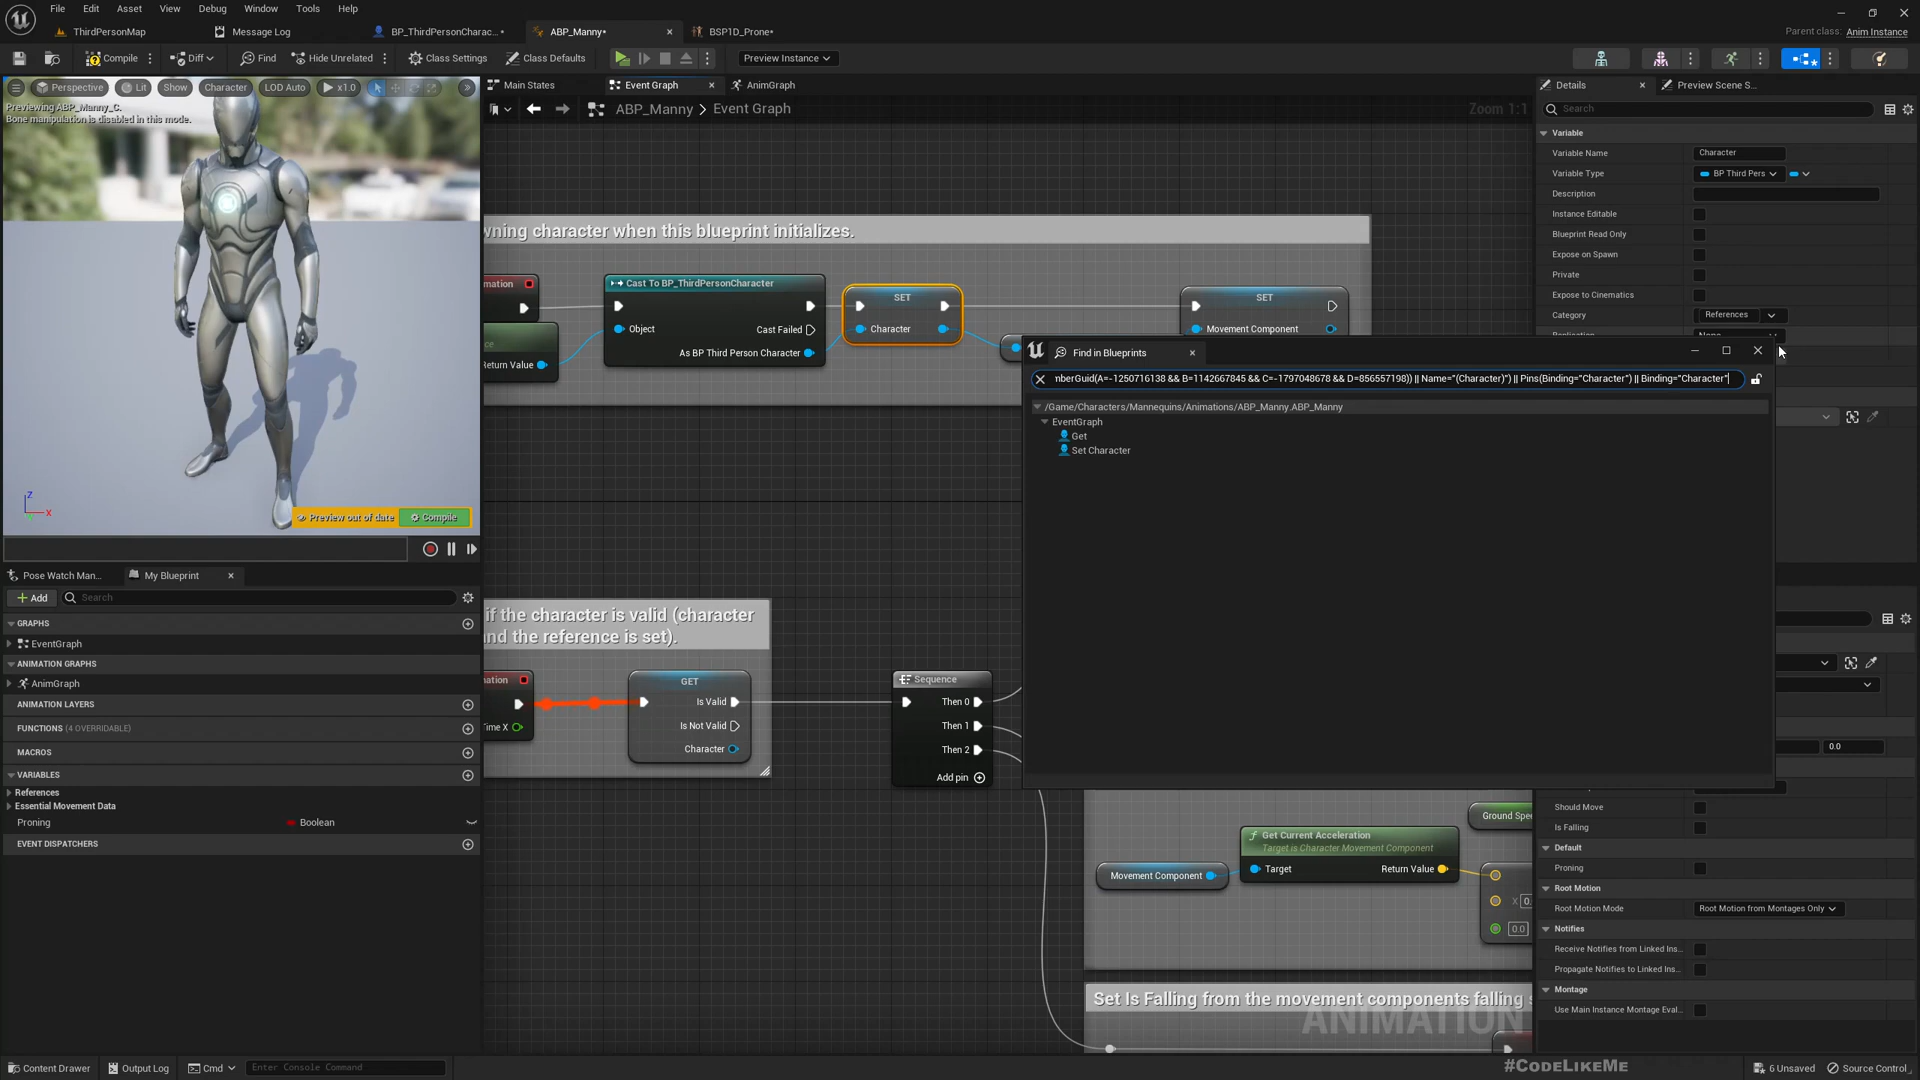 File Edit Asset View Debug Window Tools Help
ThirdPersonMap Message Log BP_ThirdPersonCharac...* ABP_Manny* BSP1D_Prone*
Parent class: Anim Instance
Compile Diff Find Hide Unrelated Class Settings Class Defaults Preview Instance
Perspective Lit Show Character LOD Auto x1.0
Previewing ABP_Manny_C.
Bone manipulation is disabled in this mode.
Preview out of date Compile
Main States Event Graph AnimGraph
ABP_Manny > Event Graph
Zoom 1:1
wning character when this blueprint initializes.
mation
Return Value
Cast To BP_ThirdPersonCharacter
Object Cast Failed
As BP Third Person Character
SET
Character
SET
Movement Component
Find in Blueprints
nberGuid(A=-1250716138 && B=1142667845 && C=-1797048678 && D=856557198)) || Name="(Character)") || Pins(Binding="Character") || Binding="Character"
/Game/Characters/Mannequins/Animations/ABP_Manny.ABP_Manny
EventGraph
Get
Set Character
Details Preview Scene S...
Search
Variable
Variable Name Character
Variable Type BP Third Pers
Description
Instance Editable
Blueprint Read Only
Expose on Spawn
Private
Expose to Cinematics
Category References
0.0
Should Move
Is Falling
Default
Proning
Root Motion
Root Motion Mode Root Motion from Montages Only
Notifies
Receive Notifies from Linked Ins...
Propagate Notifies to Linked Ins...
Montage
Use Main Instance Montage Eval...
Pose Watch Man... My Blueprint
Add Search
GRAPHS
EventGraph
ANIMATION GRAPHS
AnimGraph
ANIMATION LAYERS
FUNCTIONS (4 OVERRIDABLE)
MACROS
VARIABLES
References
Essential Movement Data
Proning Boolean
EVENT DISPATCHERS
if the character is valid (character
nd the reference is set).
mation
Time X
GET
Is Valid
Is Not Valid
Character
Sequence
Then 0
Then 1
Then 2
Add pin
Movement Component
Get Current Acceleration
Target is Character Movement Component
Target Return Value
Ground Spee
X 0.
0.0
Set Is Falling from the movement components falling s
ANIMATION
Content Drawer Output Log Cmd Enter Console Command
#CodeLikeMe
6 Unsaved Source Control